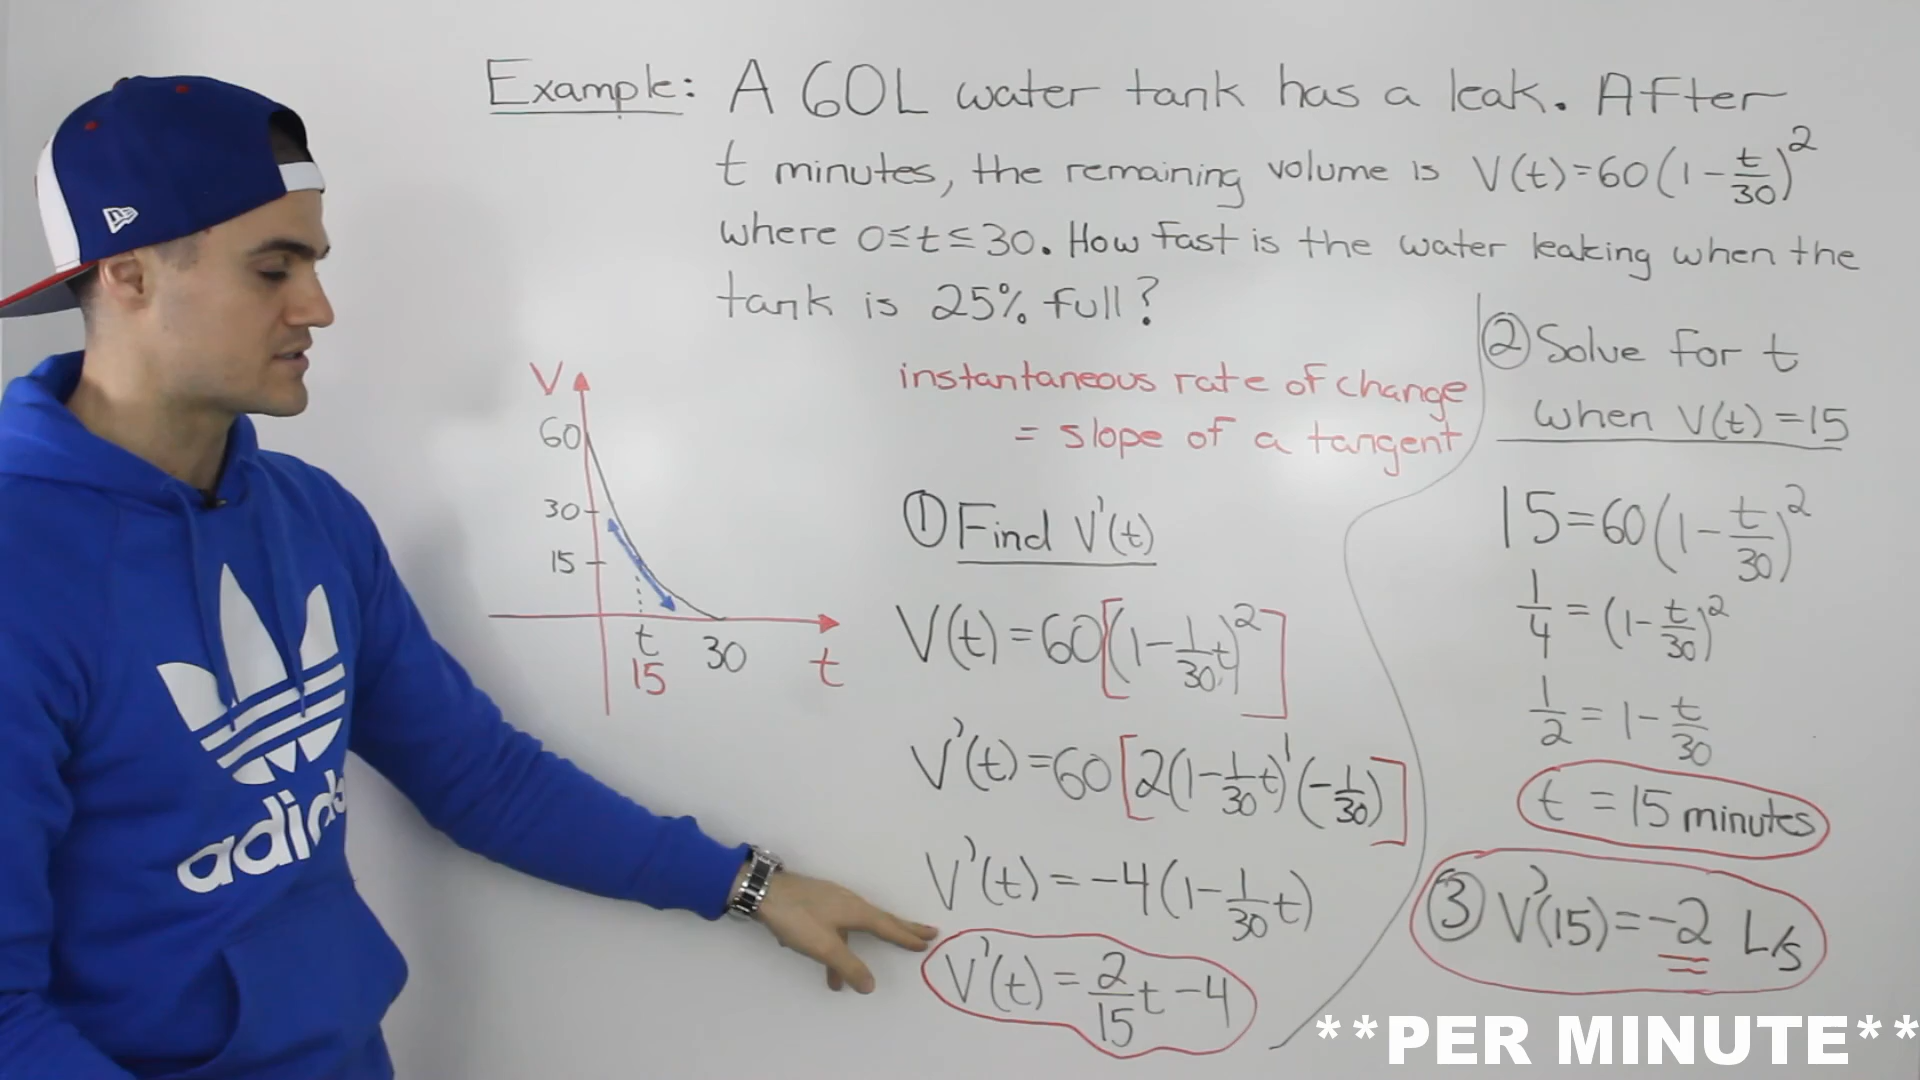 Example: A 60L water tank has a leak. After
t minutes, the remaining volume is V(t)=60(1-t/30)²
where 0≤t≤30. How fast is the water leaking when the
tank is 25% full?
instantaneous rate of change
= slope of a tangent
V
60
30
15
t
15
30
t
① Find V'(t)
V(t)=60[(1-1/30t)²]
V'(t)=60[2(1-1/30t)¹(-1/30)]
V'(t)=-4(1-1/30t)
V'(t)=2/15t-4
② Solve for t
when V(t)=15
15=60(1-t/30)²
1/4=(1-t/30)²
1/2=1-t/30
t=15 minutes
③ V'(15)=-2 L/s
**PER MINUTE**
adidas